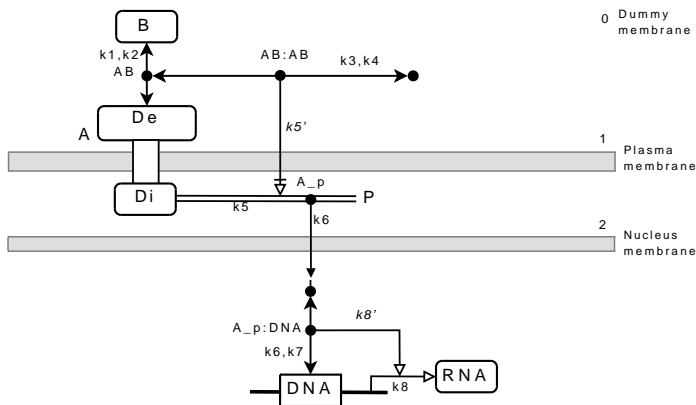 B
0 Dummy
membrane
k1,k2
AB
AB:AB
k3,k4
De
A
k5'
1
Plasma
membrane
A_p
Di
P
k5
k6
2
Nucleus
membrane
A_p:DNA
k8'
k6,k7
DNA
k8
RNA